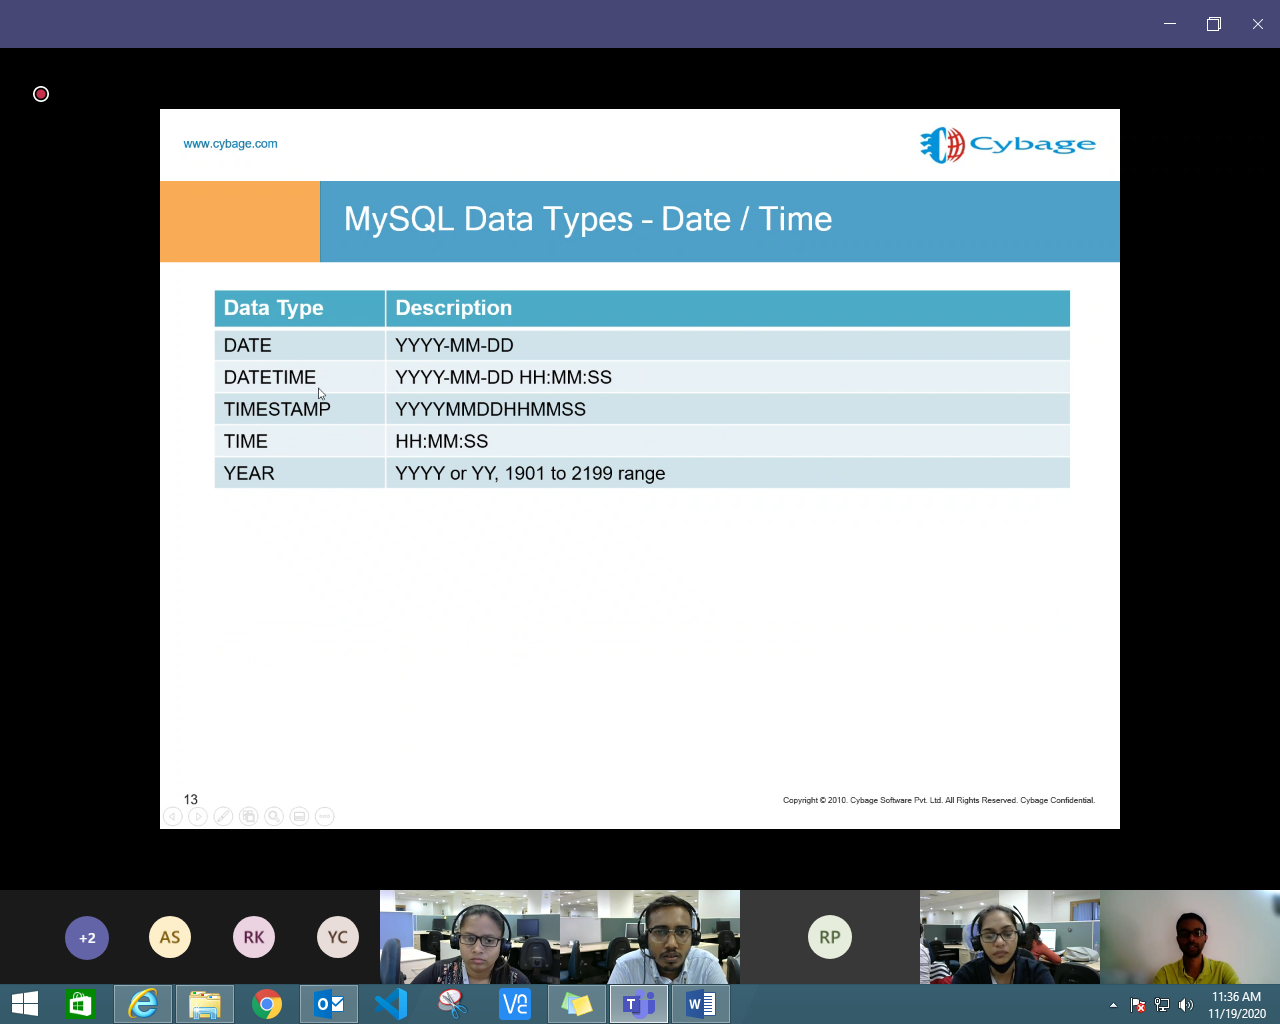 www.cybage.com
Cybage
MySQL Data Types - Date / Time
Data Type Description
DATE YYYY-MM-DD
DATETIME YYYY-MM-DD HH:MM:SS
TIMESTAMP YYYYMMDDHHMMSS
TIME HH:MM:SS
YEAR YYYY or YY, 1901 to 2199 range
13
Copyright © 2010. Cybage Software Pvt. Ltd. All Rights Reserved. Cybage Confidential.
+2 AS RK YC RP
11:36 AM
11/19/2020